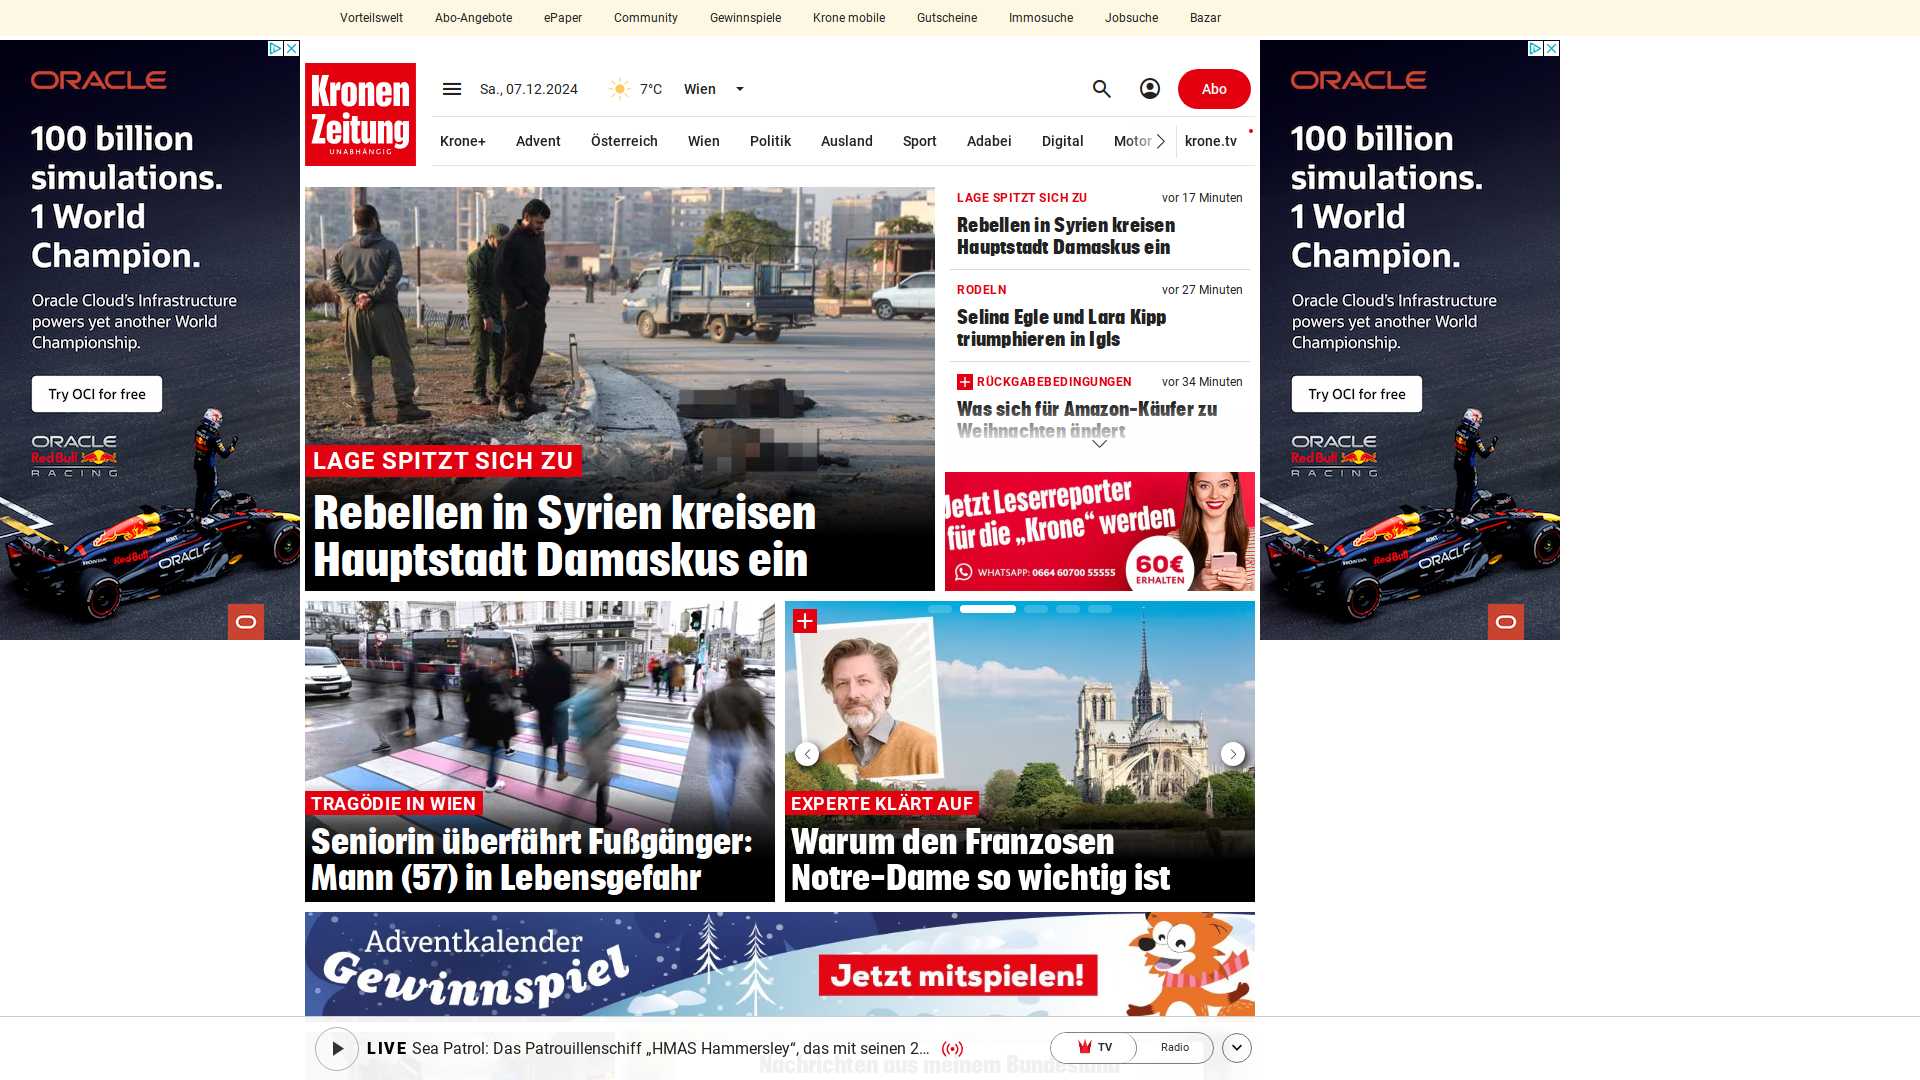 Vorteilswelt Abo-Angebote ePaper Community Gewinnspiele Krone mobile Gutscheine Immosuche Jobsuche Bazar
ORACLE
100 billion
simulations.
1 World
Champion.
Oracle Cloud's Infrastructure
powers yet another World
Championship.
Try OCI for free
ORACLE
Red Bull
RACING
Kronen
Zeitung
UNABHÄNGIG
Sa., 07.12.2024 7°C Wien
Abo
Krone+ Advent Österreich Wien Politik Ausland Sport Adabei Digital Motor krone.tv
LAGE SPITZT SICH ZU
Rebellen in Syrien kreisen
Hauptstadt Damaskus ein
LAGE SPITZT SICH ZU vor 17 Minuten
Rebellen in Syrien kreisen
Hauptstadt Damaskus ein
RODELN vor 27 Minuten
Selina Egle und Lara Kipp
triumphieren in Igls
RÜCKGABEBEDINGUNGEN vor 34 Minuten
Was sich für Amazon-Käufer zu
Weihnachten ändert
Jetzt Leserreporter
für die „Krone“ werden
WHATSAPP: 0664 60700 55555
60€
ERHALTEN
TRAGÖDIE IN WIEN
Seniorin überfährt Fußgänger:
Mann (57) in Lebensgefahr
EXPERTE KLÄRT AUF
Warum den Franzosen
Notre-Dame so wichtig ist
Adventkalender
Gewinnspiel
Jetzt mitspielen!
LIVE Sea Patrol: Das Patrouillenschiff „HMAS Hammersley“, das mit seinen 2...
TV Radio
Nachrichten aus meinem Bundesland
ORACLE
100 billion
simulations.
1 World
Champion.
Oracle Cloud's Infrastructure
powers yet another World
Championship.
Try OCI for free
ORACLE
Red Bull
RACING